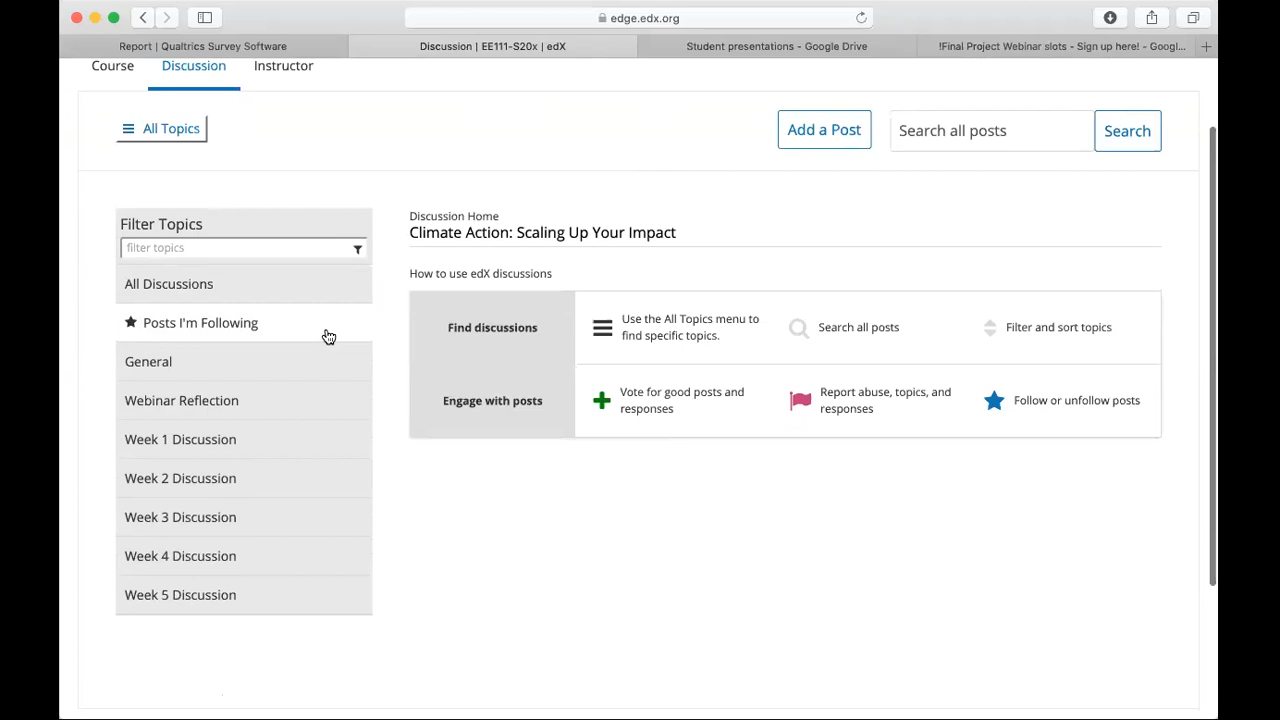 edge.edx.org
Report | Qualtrics Survey Software
Discussion | EE111-S20x | edX
Student presentations - Google Drive
!Final Project Webinar slots - Sign up here! - Googl...
Course
Discussion
Instructor
All Topics
Add a Post
Search all posts
Search
Filter Topics
filter topics
All Discussions
Posts I'm Following
General
Webinar Reflection
Week 1 Discussion
Week 2 Discussion
Week 3 Discussion
Week 4 Discussion
Week 5 Discussion
Discussion Home
Climate Action: Scaling Up Your Impact
How to use edX discussions
Find discussions
Use the All Topics menu to
find specific topics.
Search all posts
Filter and sort topics
Engage with posts
Vote for good posts and
responses
Report abuse, topics, and
responses
Follow or unfollow posts